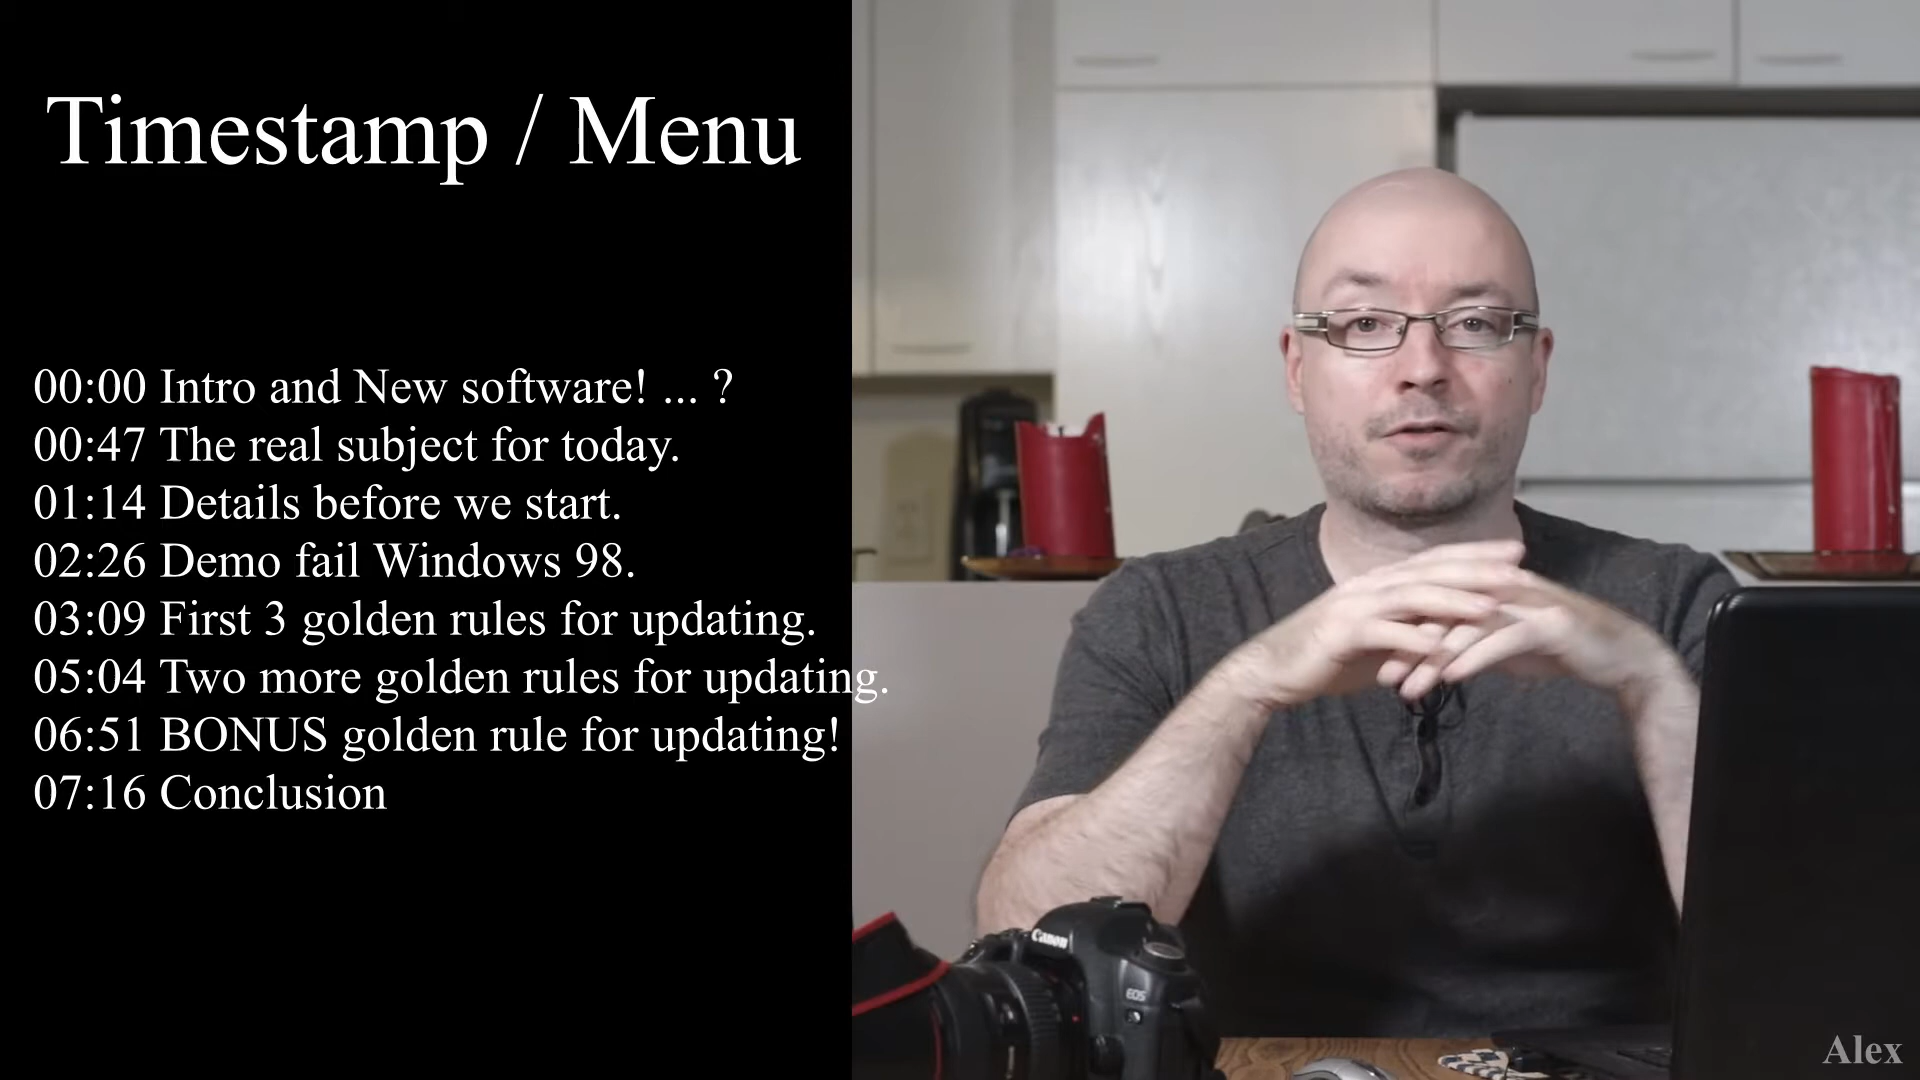 Timestamp / Menu
00:00 Intro and New software! ... ?
00:47 The real subject for today.
01:14 Details before we start.
02:26 Demo fail Windows 98.
03:09 First 3 golden rules for updating.
05:04 Two more golden rules for updating.
06:51 BONUS golden rule for updating!
07:16 Conclusion
Canon
EOS
Alex